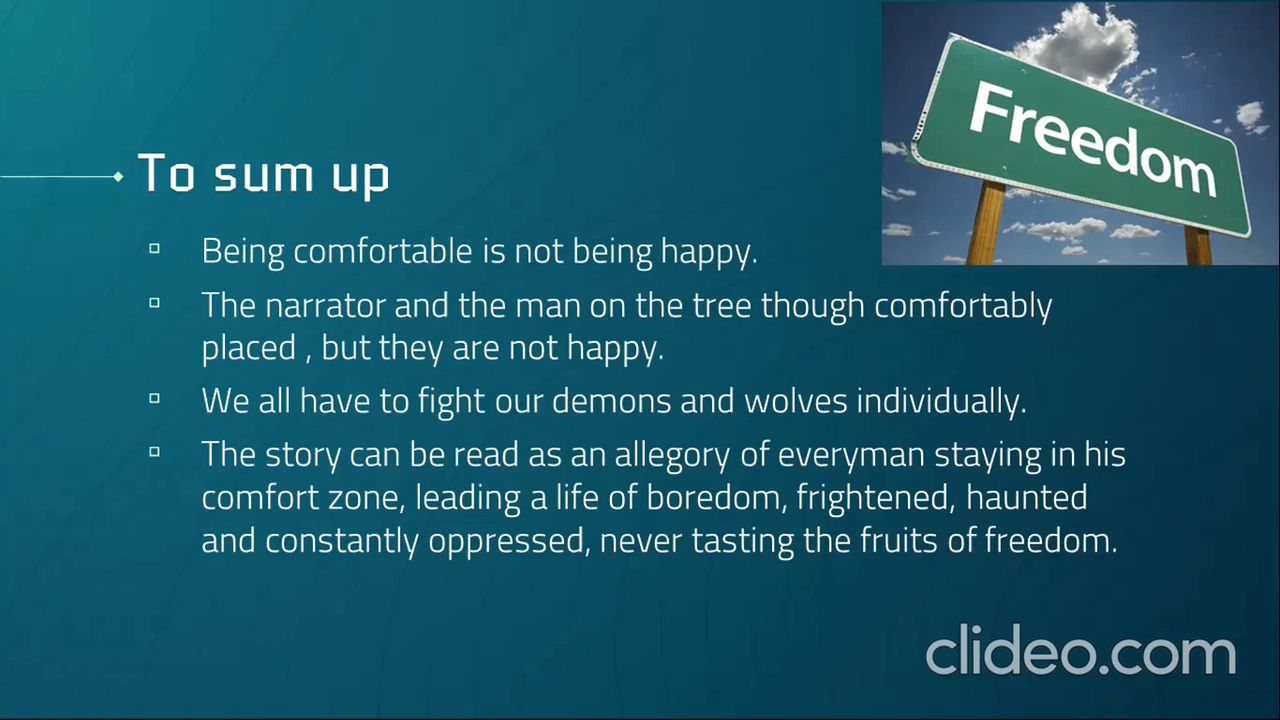 Freedom
To sum up
Being comfortable is not being happy.
The narrator and the man on the tree though comfortably
placed , but they are not happy.
We all have to fight our demons and wolves individually.
The story can be read as an allegory of everyman staying in his
comfort zone, leading a life of boredom, frightened, haunted
and constantly oppressed, never tasting the fruits of freedom.
clideo.com